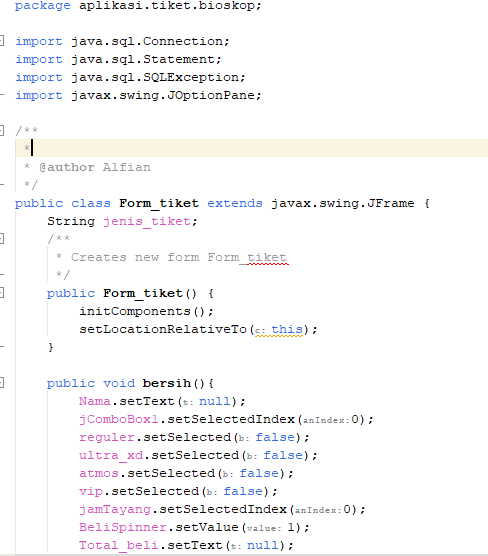 package aplikasi.tiket.bioskop;
import java.sql.Connection;
import java.sql.Statement;
import java.sql.SQLException;
import javax.swing.JOptionPane;
/**
*
* @author Alfian
*/
public class Form_tiket extends javax.swing.JFrame {
String jenis_tiket;
/**
* Creates new form Form_tiket
*/
public Form_tiket() {
initComponents();
setLocationRelativeTo(c: this);
}
public void bersih(){
Nama.setText(t: null);
jComboBox1.setSelectedIndex(anIndex:0);
reguler.setSelected(b: false);
ultra_xd.setSelected(b: false);
atmos.setSelected(b: false);
vip.setSelected(b: false);
jamTayang.setSelectedIndex(anIndex:0);
BeliSpinner.setValue(value: 1);
Total_beli.setText(t: null);